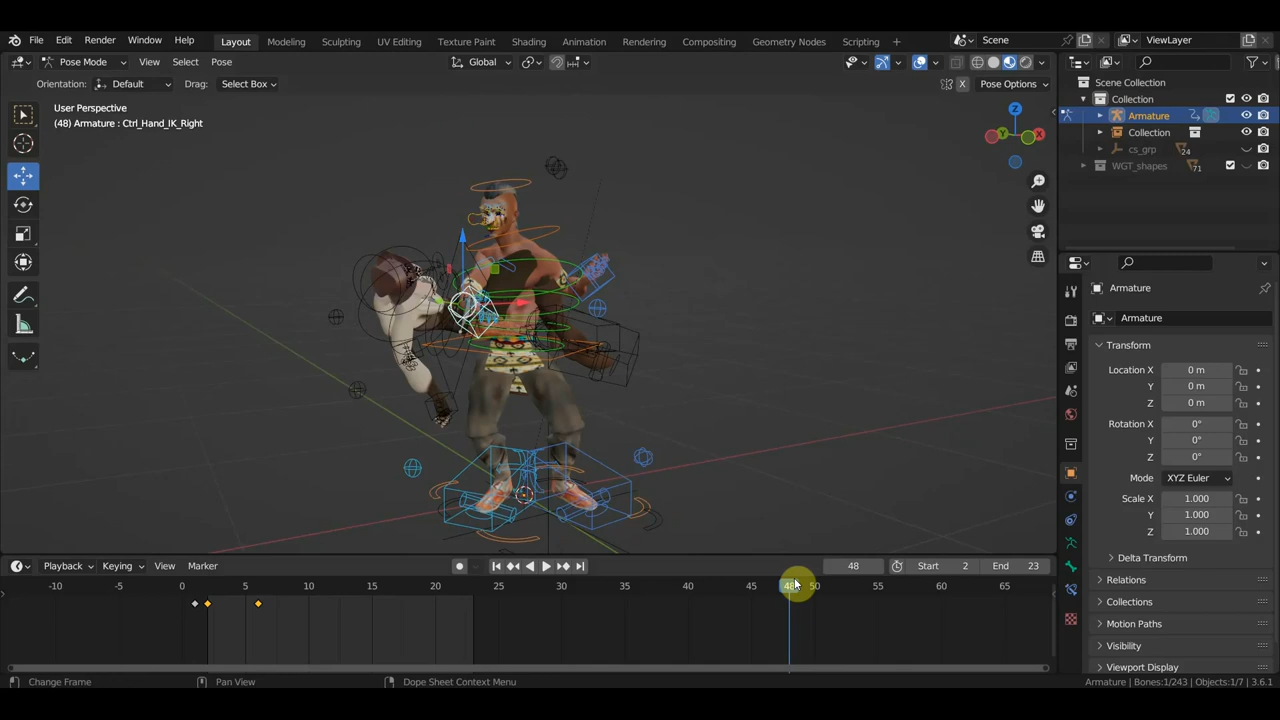 File Edit Render Window Help Layout Modeling Sculpting UV Editing Texture Paint Shading Animation Rendering Compositing Geometry Nodes Scripting + Scene ViewLayer
Pose Mode View Select Pose Global
Orientation: Default Drag: Select Box X Pose Options
User Perspective
(48) Armature : Ctrl_Hand_IK_Right
Z
Y
X
Scene Collection
Collection
Armature
Collection
cs_grp 24
WGT_shapes 71
Armature
Armature
Transform
Location X 0 m
Y 0 m
Z 0 m
Rotation X 0°
Y 0°
Z 0°
Mode XYZ Euler
Scale X 1.000
Y 1.000
Z 1.000
Delta Transform
Relations
Collections
Motion Paths
Visibility
Viewport Display
Playback Keying View Marker 48 Start 2 End 23
-10 -5 0 5 10 15 20 25 30 35 40 45 48 50 55 60 65
Change Frame Pan View Dope Sheet Context Menu Armature | Bones:1/243 | Objects:1/7 | 3.6.1